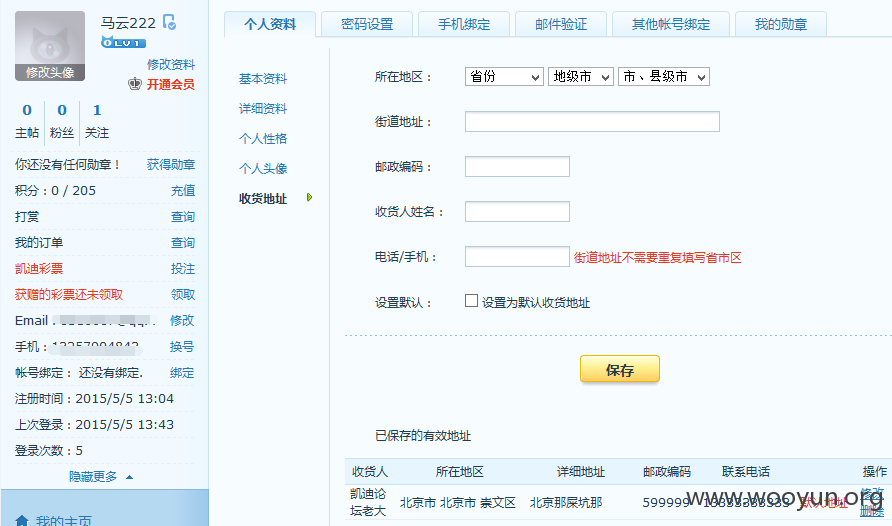 马云222
LV1
修改头像
修改资料
开通会员
0 0 1
主帖 粉丝 关注
你还没有任何勋章！ 获得勋章
积分：0 / 205 充值
打赏 查询
我的订单 查询
凯迪彩票 投注
获赠的彩票还未领取 领取
Email： 修改
手机： 换号
帐号绑定： 还没有绑定. 绑定
注册时间：2015/5/5 13:04
上次登录：2015/5/5 13:43
登录次数：5
隐藏更多
我的主页
个人资料 密码设置 手机绑定 邮件验证 其他帐号绑定 我的勋章
基本资料
详细资料
个人性格
个人头像
收货地址
所在地区： 省份 地级市 市、县级市
街道地址：
邮政编码：
收货人姓名：
电话/手机： 街道地址不需要重复填写省市区
设置默认： 设置为默认收货地址
保存
已保存的有效地址
收货人 所在地区 详细地址 邮政编码 联系电话 操作
凯迪论坛老大 北京市 北京市 崇文区 北京那屎坑那 599999 默认地址 修改
删除
www.wooyun.org